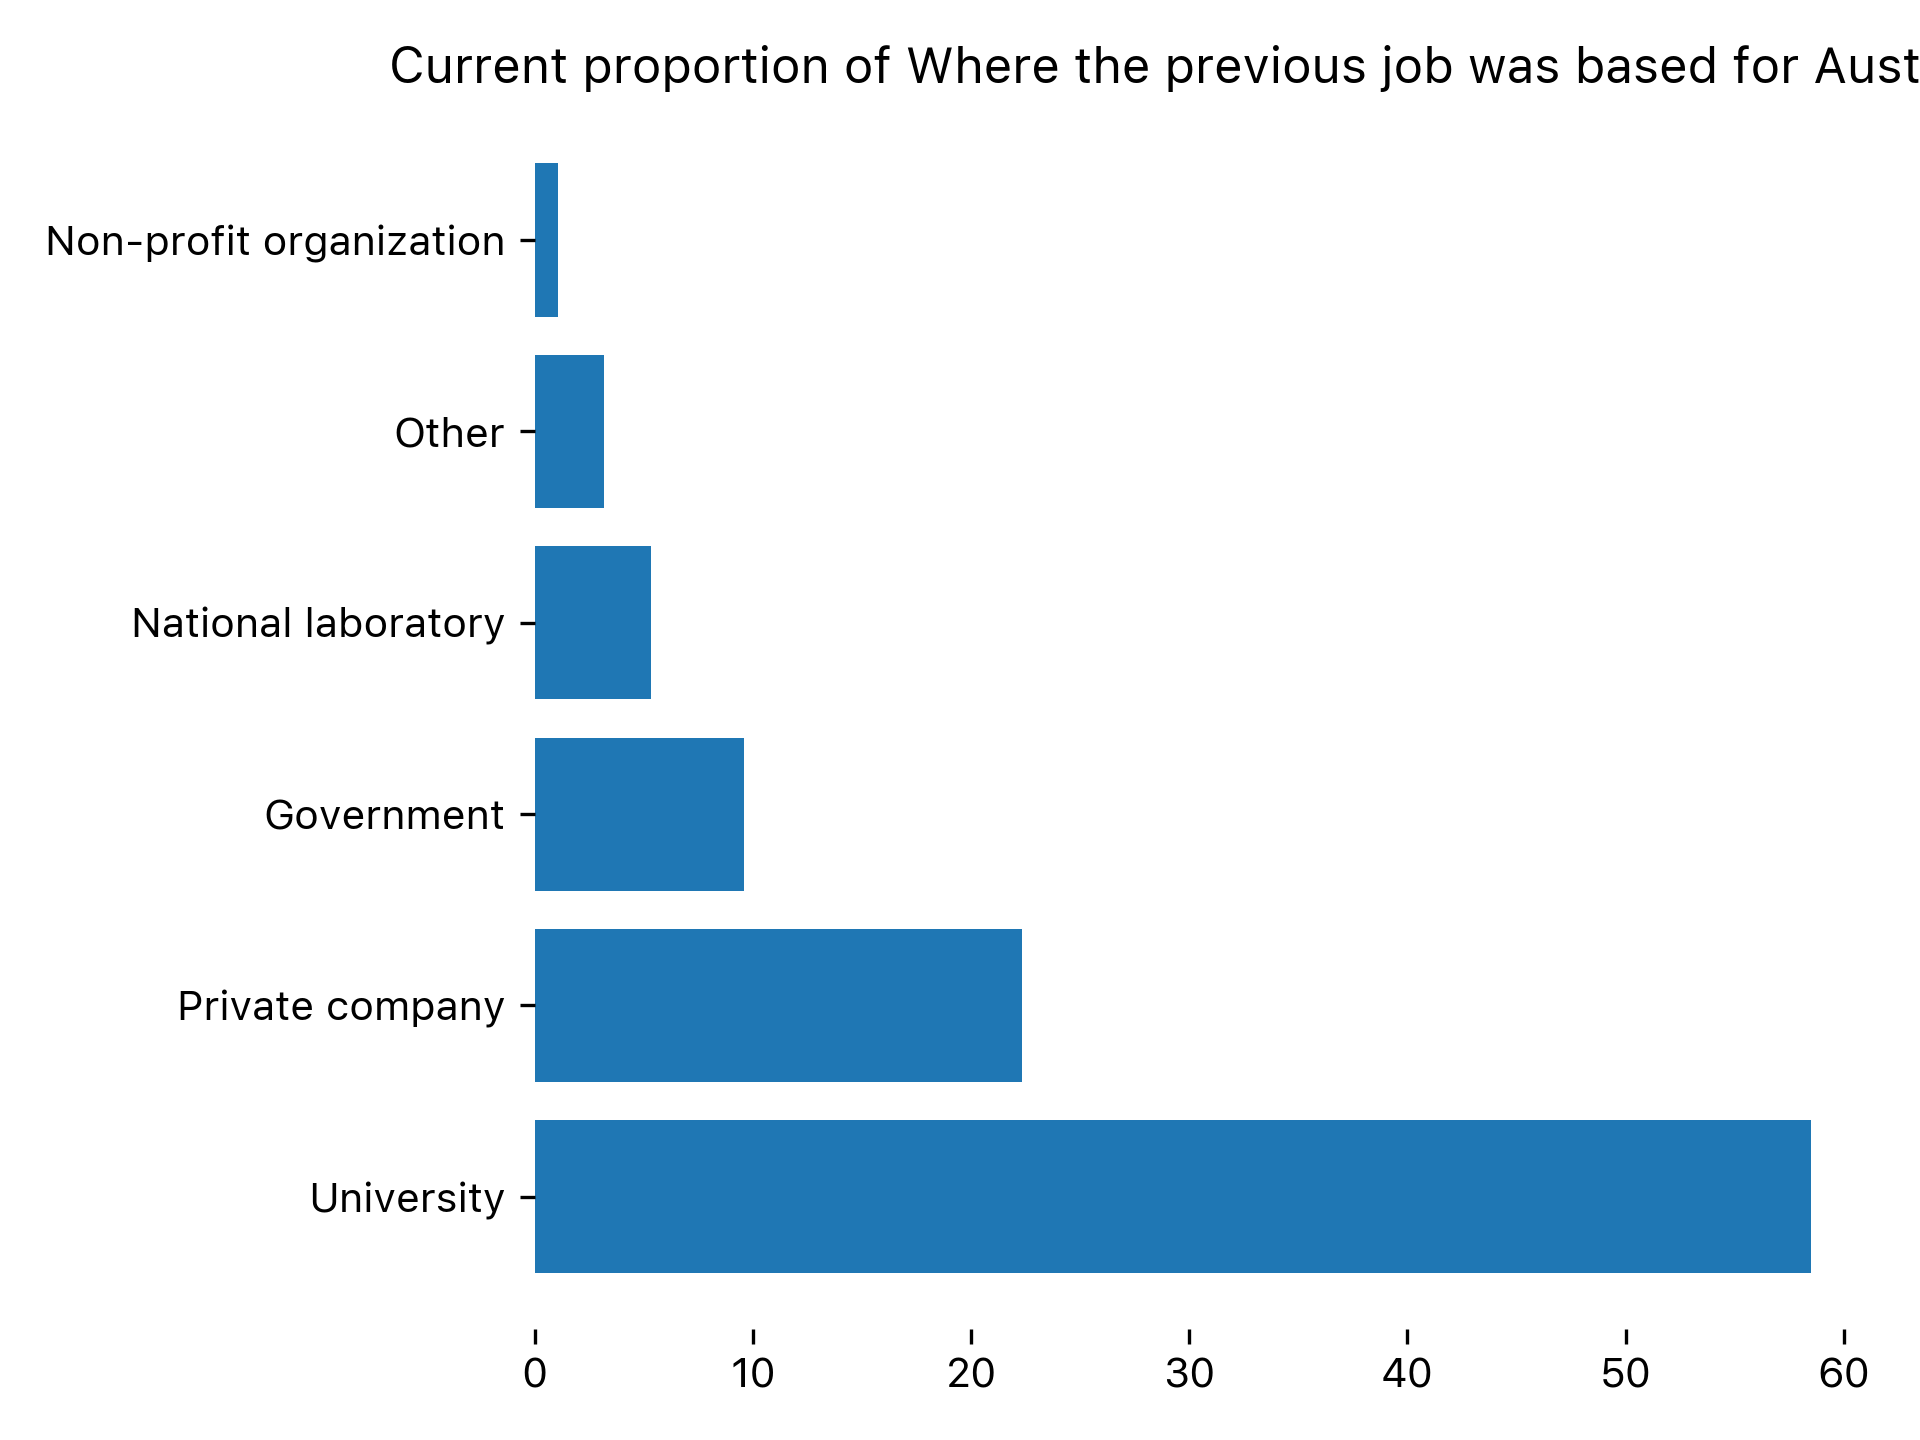 Current proportion of Where the previous job was based for Aust
Non-profit organization
Other
National laboratory
Government
Private company
University
0 10 20 30 40 50 60